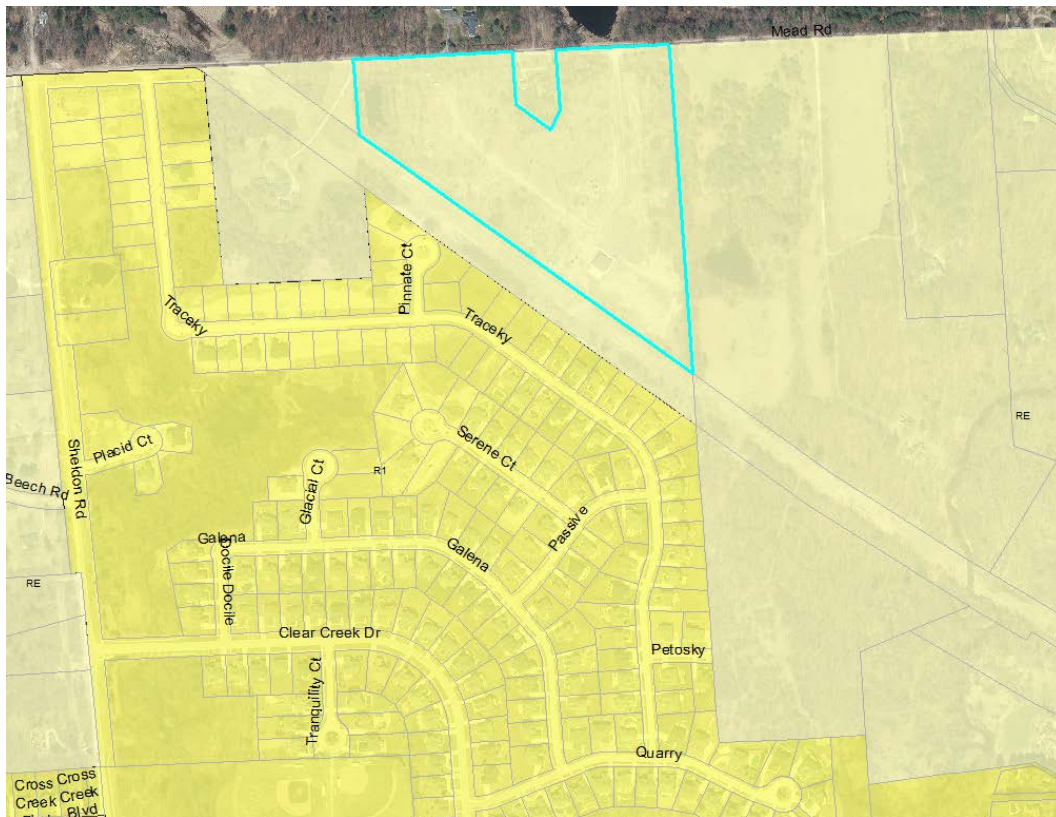 Mead Rd
Pinnate Ct
Traceky
Traceky
RE
Serene Ct
Placid Ct
Sheldon Rd
R1
Beech Rd
Glacial Ct
Passive
Galena
Galena
Docile Docile
RE
Clear Creek Dr
Petosky
Tranquility Ct
Quarry
Cross Cross
Creek Creek
Blvd